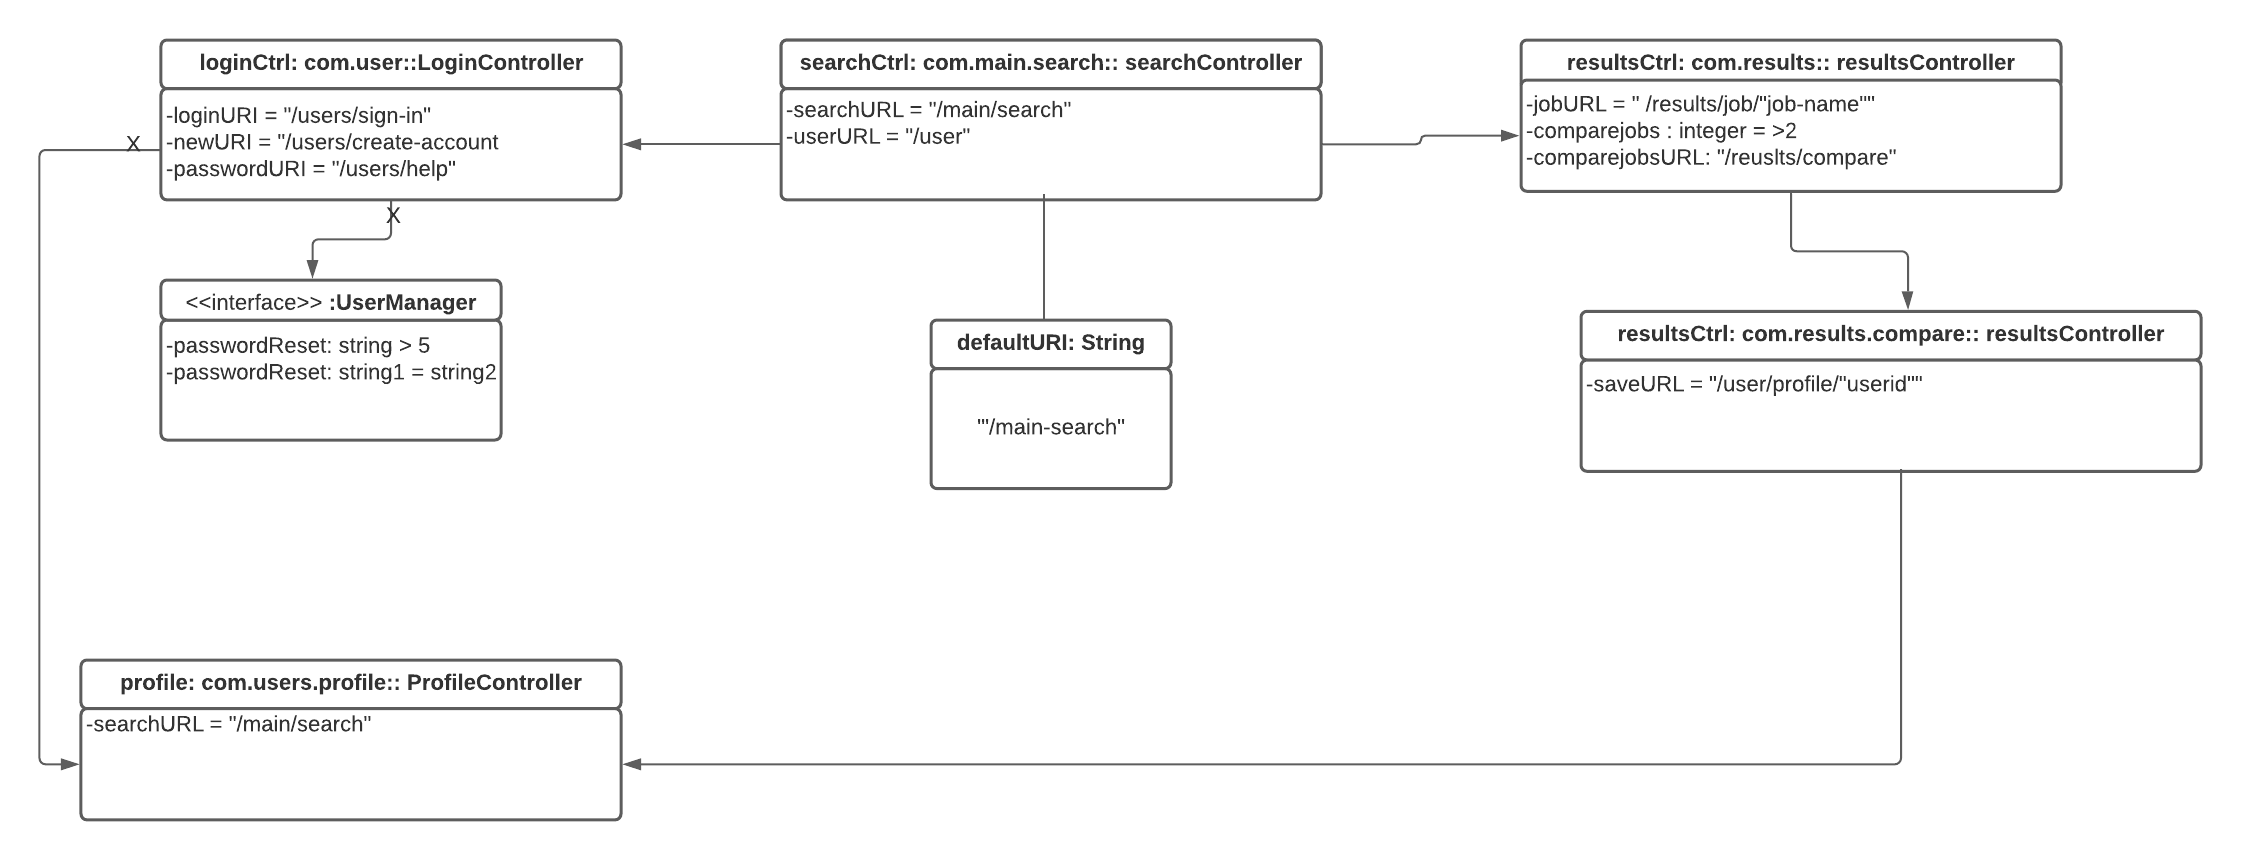 loginCtrl: com.user::LoginController
-loginURI = "/users/sign-in"
-newURI = "/users/create-account
-passwordURI = "/users/help"
X
X
searchCtrl: com.main.search:: searchController
-searchURL = "/main/search"
-userURL = "/user"
resultsCtrl: com.results:: resultsController
-jobURL = " /results/job/"job-name""
-comparejobs : integer = >2
-comparejobsURL: "/reuslts/compare"
<<interface>> :UserManager
-passwordReset: string > 5
-passwordReset: string1 = string2
defaultURI: String
"'/main-search"
resultsCtrl: com.results.compare:: resultsController
-saveURL = "/user/profile/"userid""
profile: com.users.profile:: ProfileController
-searchURL = "/main/search"